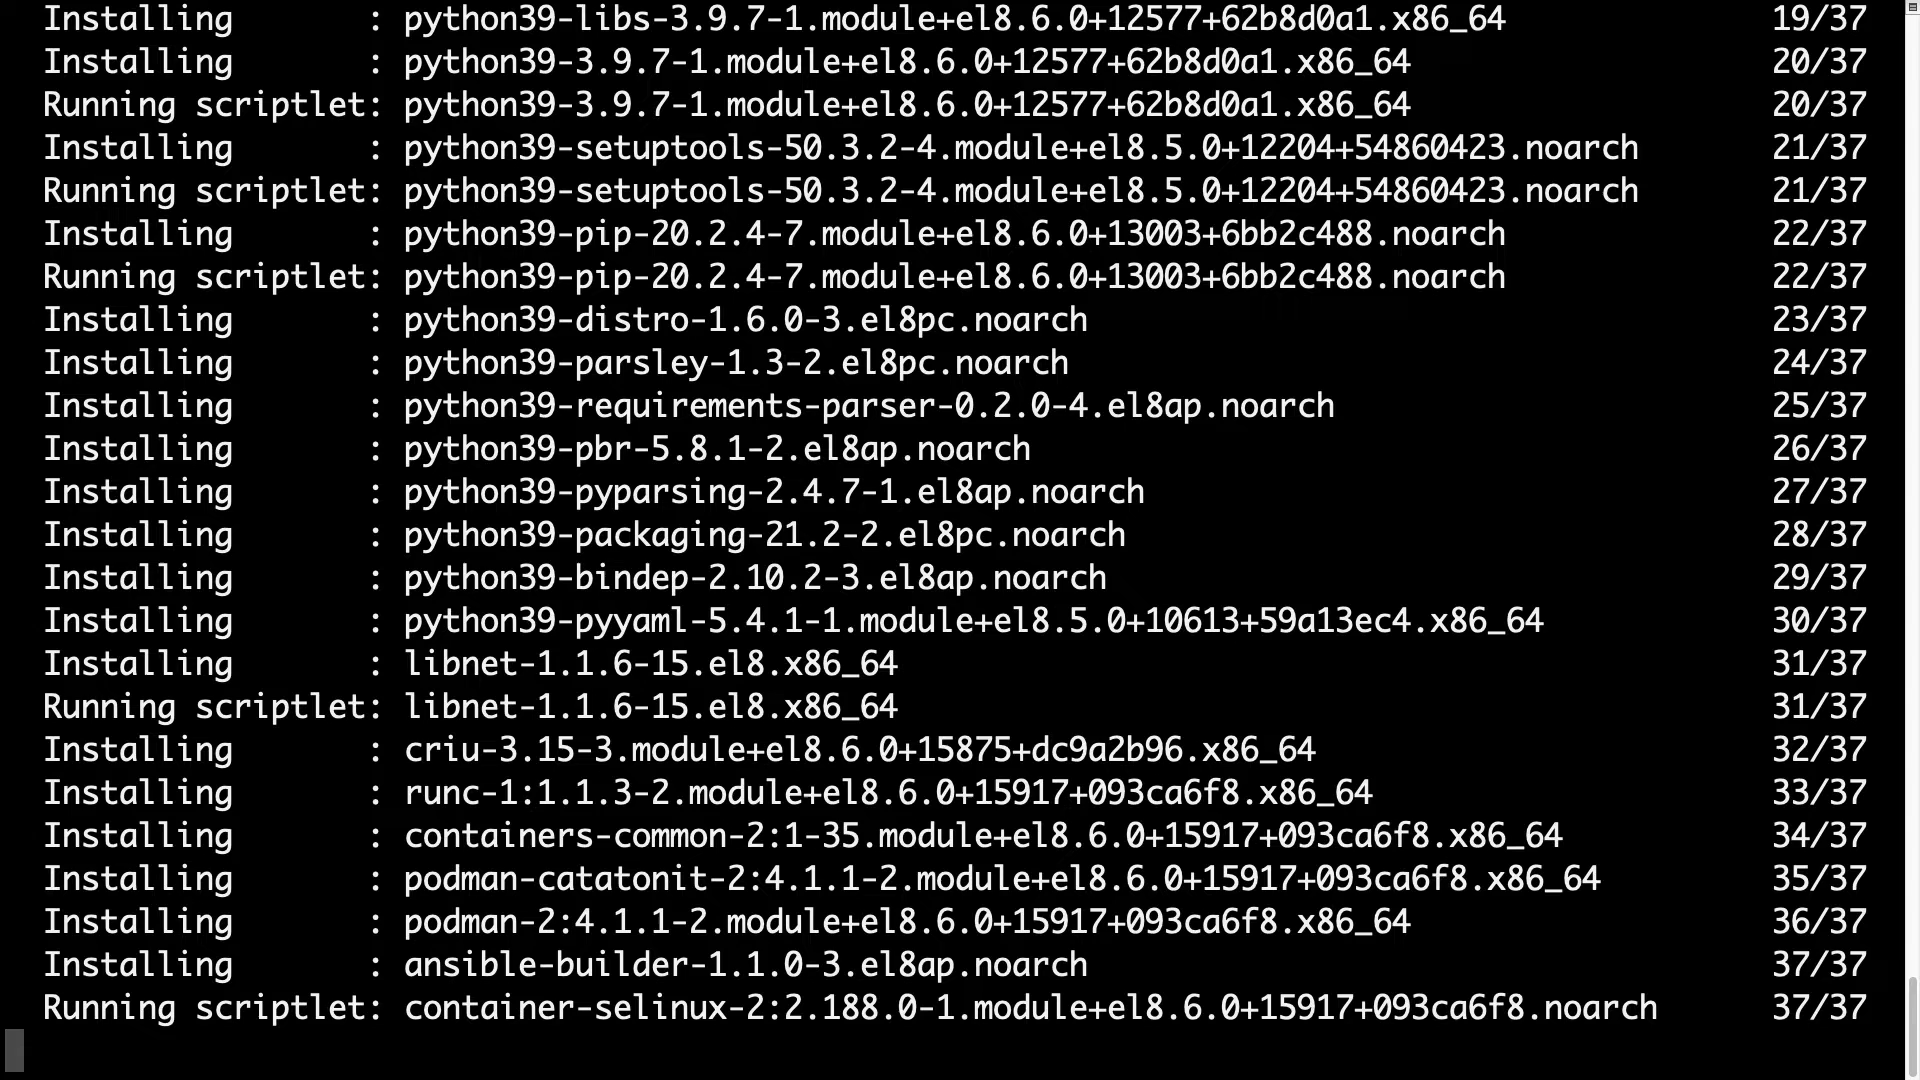 Installing       : python39-libs-3.9.7-1.module+el8.6.0+12577+62b8d0a1.x86_64              19/37
Installing       : python39-3.9.7-1.module+el8.6.0+12577+62b8d0a1.x86_64                   20/37
Running scriptlet: python39-3.9.7-1.module+el8.6.0+12577+62b8d0a1.x86_64                   20/37
Installing       : python39-setuptools-50.3.2-4.module+el8.5.0+12204+54860423.noarch       21/37
Running scriptlet: python39-setuptools-50.3.2-4.module+el8.5.0+12204+54860423.noarch       21/37
Installing       : python39-pip-20.2.4-7.module+el8.6.0+13003+6bb2c488.noarch              22/37
Running scriptlet: python39-pip-20.2.4-7.module+el8.6.0+13003+6bb2c488.noarch              22/37
Installing       : python39-distro-1.6.0-3.el8pc.noarch                                    23/37
Installing       : python39-parsley-1.3-2.el8pc.noarch                                     24/37
Installing       : python39-requirements-parser-0.2.0-4.el8ap.noarch                       25/37
Installing       : python39-pbr-5.8.1-2.el8ap.noarch                                       26/37
Installing       : python39-pyparsing-2.4.7-1.el8ap.noarch                                 27/37
Installing       : python39-packaging-21.2-2.el8pc.noarch                                  28/37
Installing       : python39-bindep-2.10.2-3.el8ap.noarch                                   29/37
Installing       : python39-pyyaml-5.4.1-1.module+el8.5.0+10613+59a13ec4.x86_64            30/37
Installing       : libnet-1.1.6-15.el8.x86_64                                              31/37
Running scriptlet: libnet-1.1.6-15.el8.x86_64                                              31/37
Installing       : criu-3.15-3.module+el8.6.0+15875+dc9a2b96.x86_64                        32/37
Installing       : runc-1:1.1.3-2.module+el8.6.0+15917+093ca6f8.x86_64                     33/37
Installing       : containers-common-2:1-35.module+el8.6.0+15917+093ca6f8.x86_64           34/37
Installing       : podman-catatonit-2:4.1.1-2.module+el8.6.0+15917+093ca6f8.x86_64         35/37
Installing       : podman-2:4.1.1-2.module+el8.6.0+15917+093ca6f8.x86_64                   36/37
Installing       : ansible-builder-1.1.0-3.el8ap.noarch                                    37/37
Running scriptlet: container-selinux-2:2.188.0-1.module+el8.6.0+15917+093ca6f8.noarch      37/37